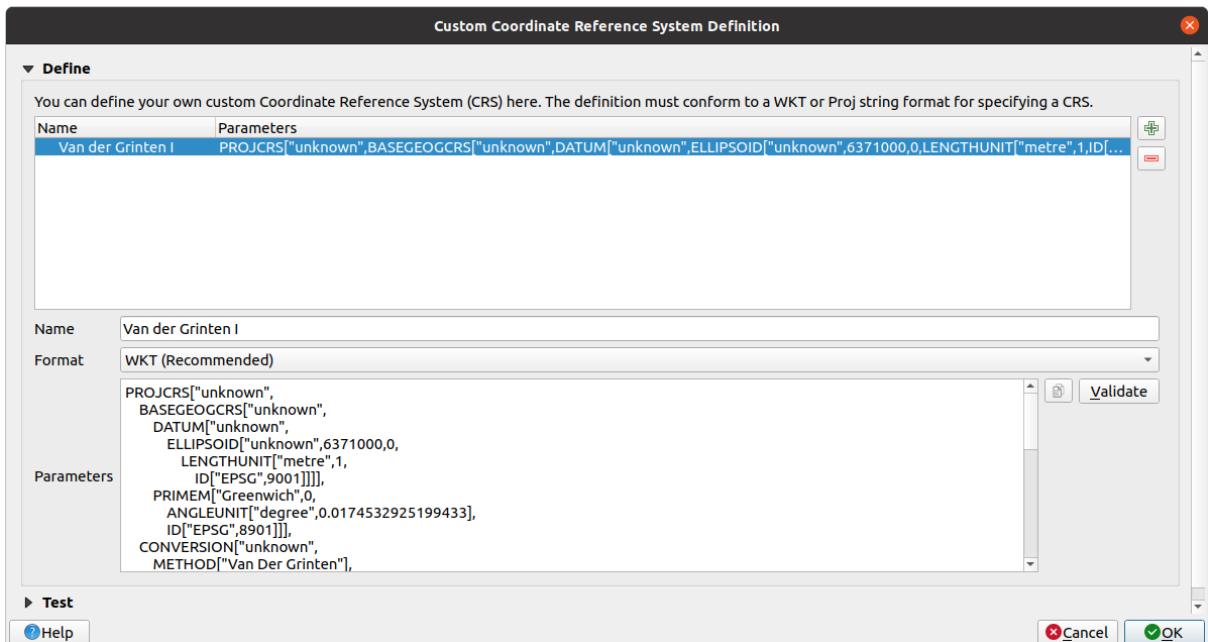 Custom Coordinate Reference System Definition
Define
You can define your own custom Coordinate Reference System (CRS) here. The definition must conform to a WKT or Proj string format for specifying a CRS.
Name Parameters
Van der Grinten I PROJCRS["unknown",BASEGEOGCRS["unknown",DATUM["unknown",ELLIPSOID["unknown",6371000,0,LENGTHUNIT["metre",1,ID[...
Name Van der Grinten I
Format WKT (Recommended)
PROJCRS["unknown",
BASEGEOGCRS["unknown",
DATUM["unknown",
ELLIPSOID["unknown",6371000,0,
LENGTHUNIT["metre",1,
ID["EPSG",9001]]]],
PRIMEM["Greenwich",0,
ANGLEUNIT["degree",0.0174532925199433],
ID["EPSG",8901]]],
CONVERSION["unknown",
METHOD["Van Der Grinten"],
Parameters
Validate
Test
Help Cancel OK